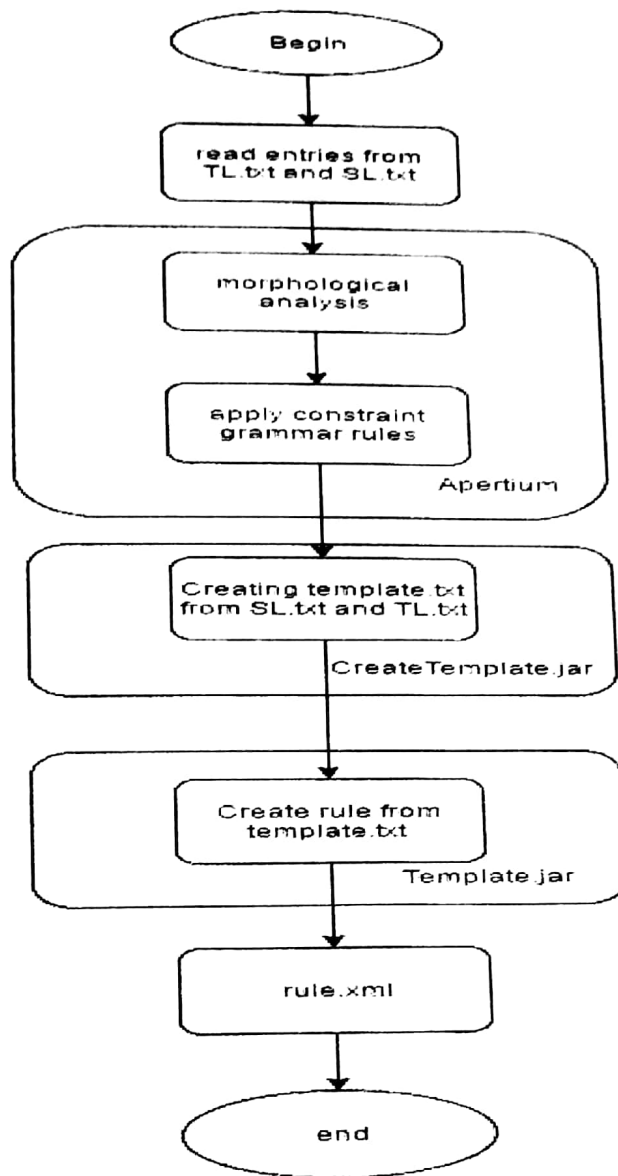 Begin
read entries from
TL.txt and SL.txt
morphological
analysis
apply constraint
grammar rules
Apertium
Creating template.txt
from SL.txt and TL.txt
CreateTemplate.jar
Create rule from
template.txt
Template.jar
rule.xml
end